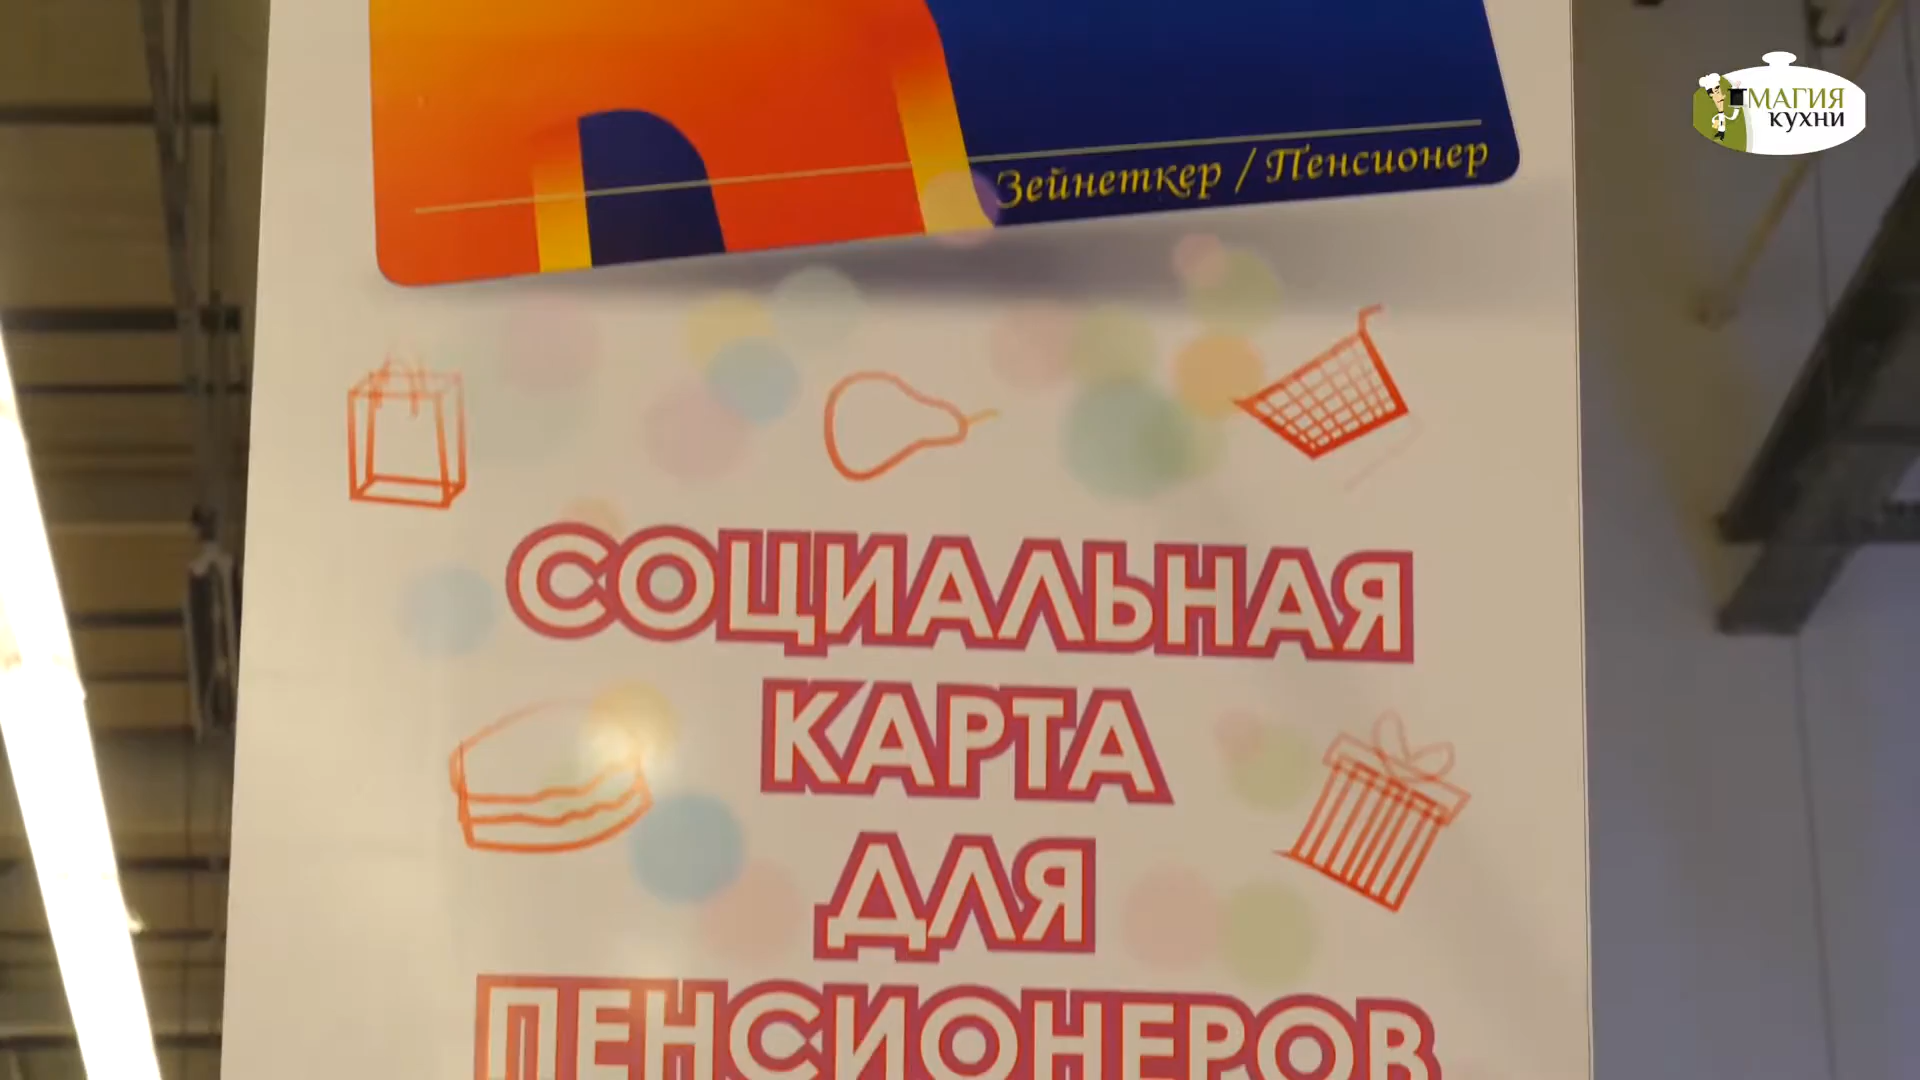 МАГИЯ
кухни
Зейнеткер / Пенсионер
СОЦИАЛЬНАЯ
КАРТА
ДЛЯ
ПЕНСИОНЕРОВ